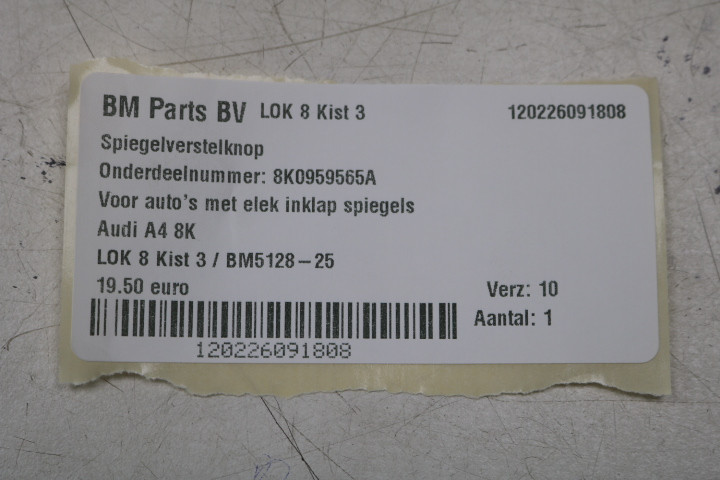 BM Parts BV LOK 8 Kist 3 120226091808
Spiegelverstelknop
Onderdeelnummer: 8K0959565A
Voor auto's met elek inklap spiegels
Audi A4 8K
LOK 8 Kist 3 / BM5128-25
19.50 euro Verz: 10
Aantal: 1
120226091808